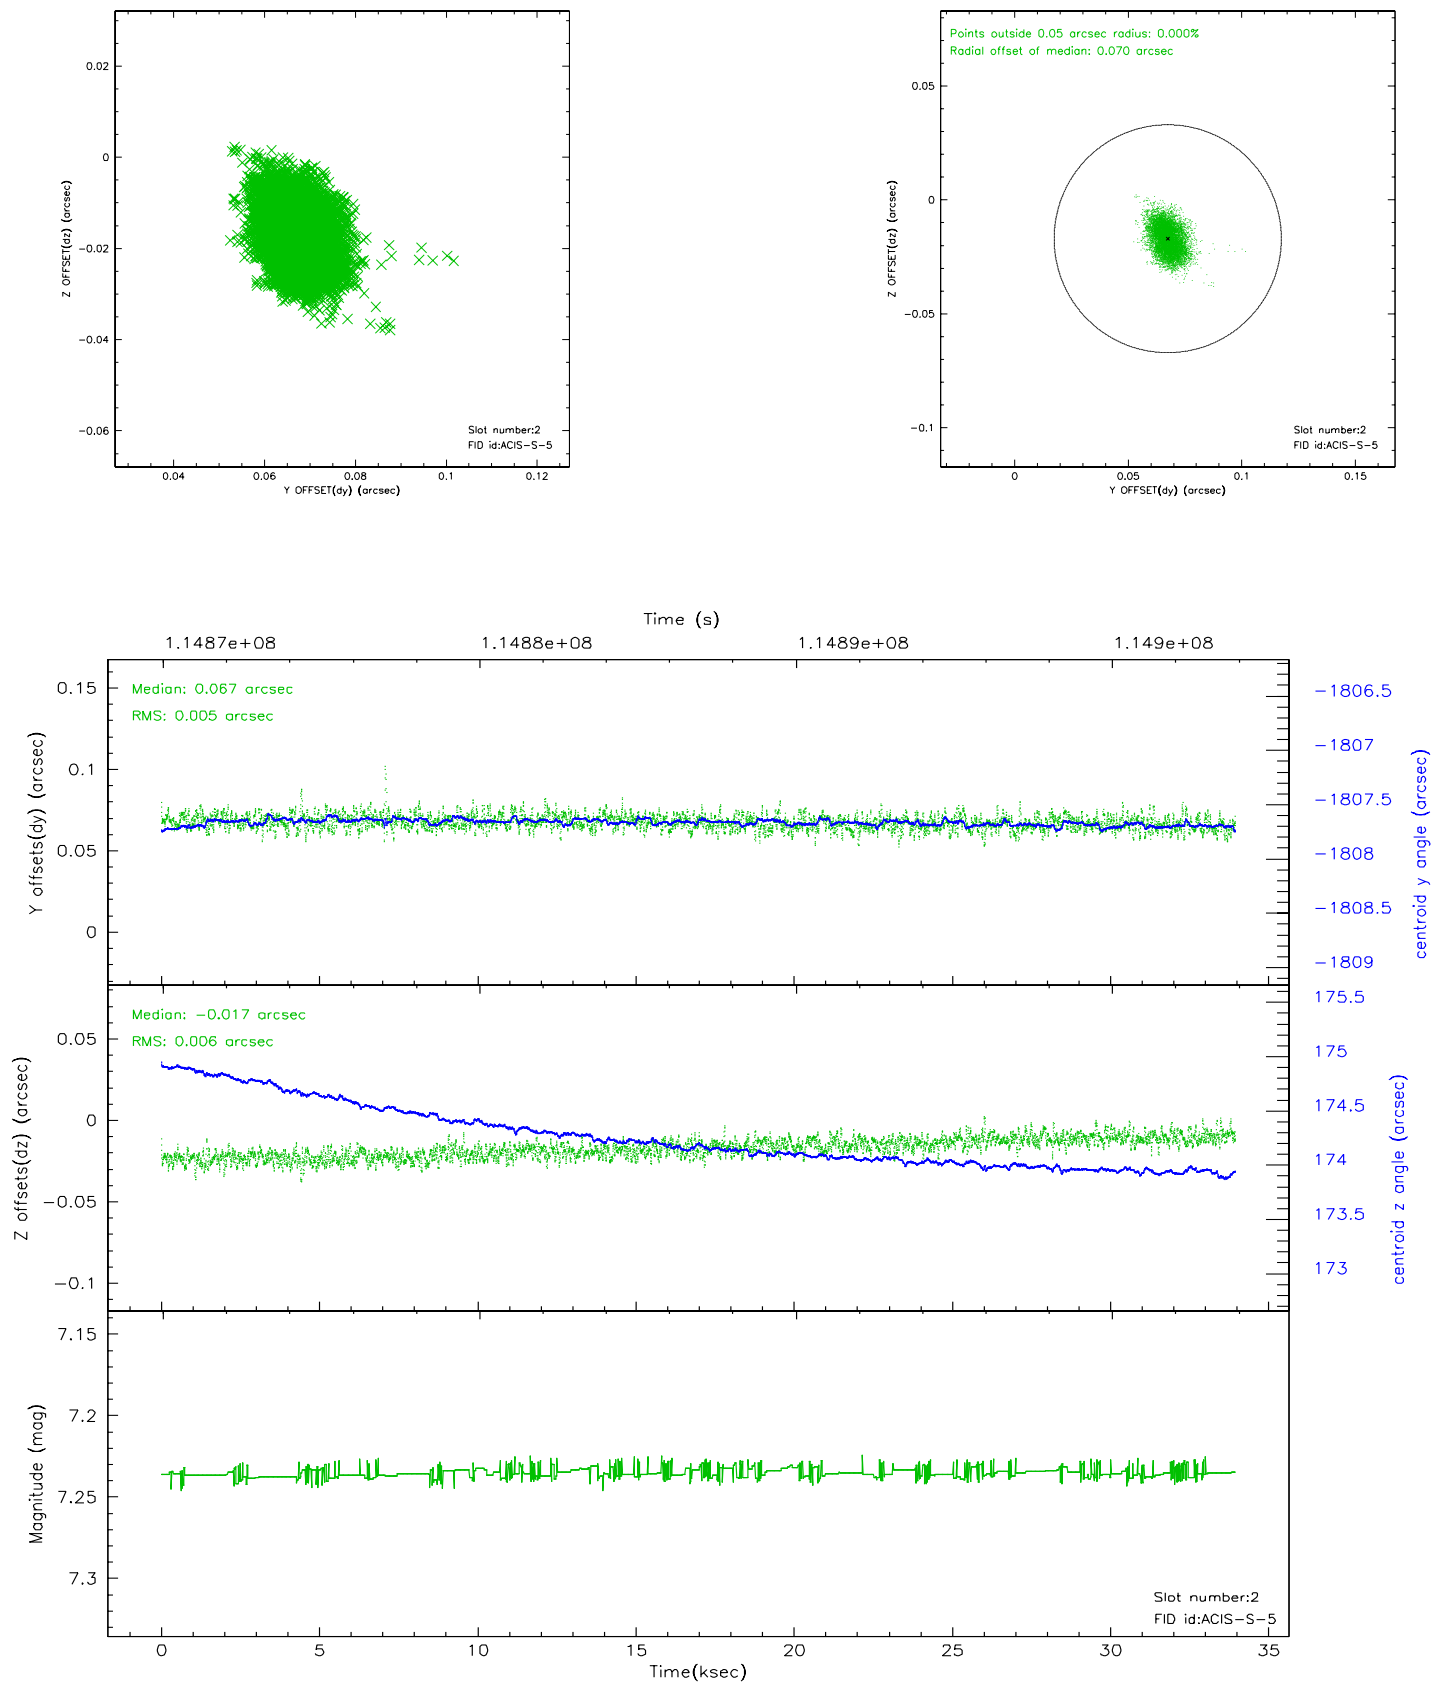 0.02
0
-0.02
-0.04
-0.06
Z OFFSET(dz) (arcsec)
0.04
0.06
0.08
0.1
0.12
Y OFFSET(dy) (arcsec)
Slot number:2
FID id:ACIS-S-5
Points outside 0.05 arcsec radius: 0.000%
Radial offset of median: 0.070 arcsec
0.05
0
-0.05
-0.1
Z OFFSET(dz) (arcsec)
0
0.05
0.1
0.15
Y OFFSET(dy) (arcsec)
Slot number:2
FID id:ACIS-S-5
Time (s)
1.1487e+08
1.1488e+08
1.1489e+08
1.149e+08
Median: 0.067 arcsec
RMS: 0.005 arcsec
0.15
0.1
0.05
0
Y offsets(dy) (arcsec)
-1806.5
-1807
-1807.5
-1808
-1808.5
-1809
centroid y angle (arcsec)
Median: -0.017 arcsec
RMS: 0.006 arcsec
0.05
0
-0.05
-0.1
Z offsets(dz) (arcsec)
175.5
175
174.5
174
173.5
173
centroid z angle (arcsec)
7.15
7.2
7.25
7.3
Magnitude (mag)
Slot number:2
FID id:ACIS-S-5
0
5
10
15
20
25
30
35
Time(ksec)